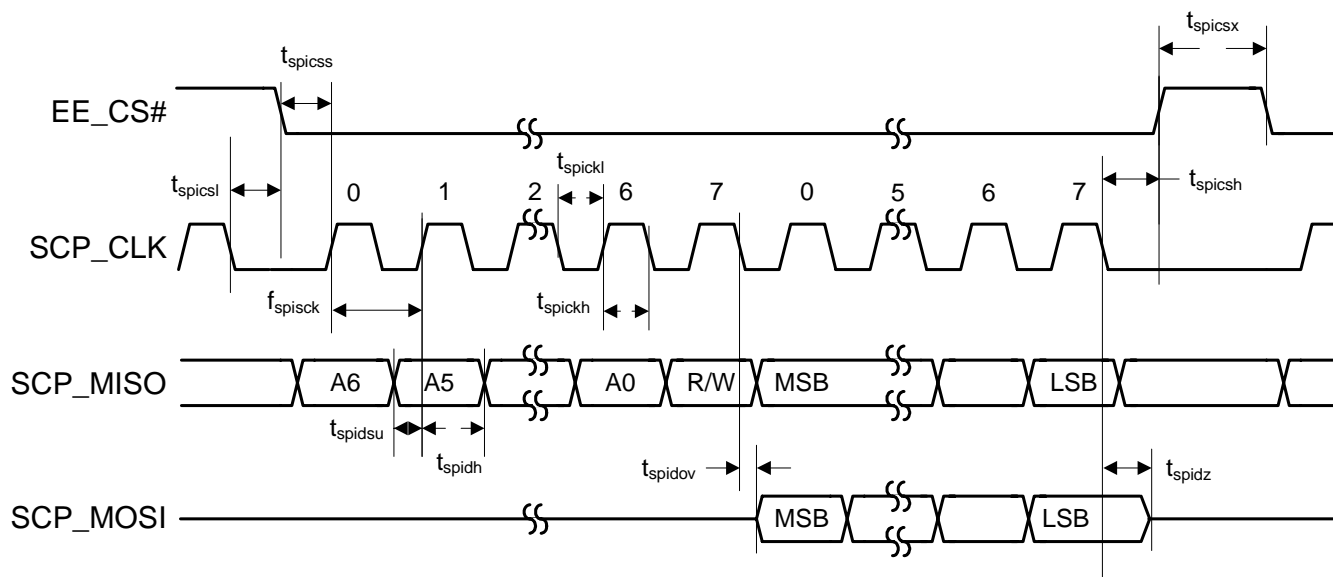 t_spicsx
t_spicss
EE_CS#
t_spicsl t_spickl t_spicsh
0 1 2 6 7 0 5 6 7
SCP_CLK
f_spisck t_spickh
SCP_MISO A6 A5 A0 R/W MSB LSB
t_spidsu t_spidh t_spidov t_spidz
SCP_MOSI MSB LSB